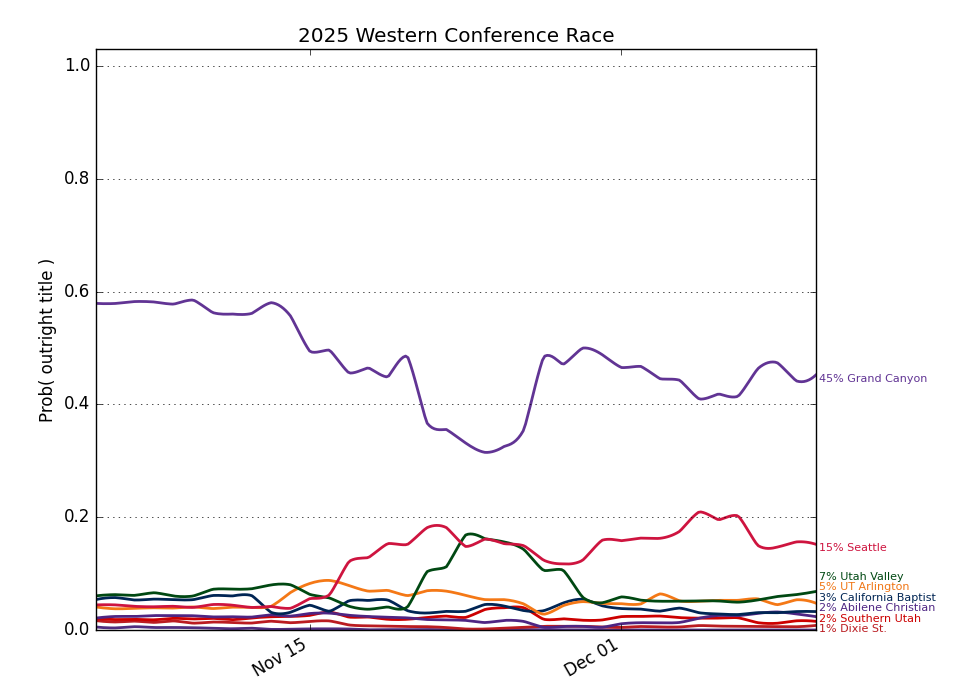 2025 Western Conference Race
Prob( outright title )
1.0
0.8
0.6
0.4
0.2
0.0
Nov 15
Dec 01
45% Grand Canyon
15% Seattle
7% Utah Valley
5% UT Arlington
3% California Baptist
2% Abilene Christian
2% Southern Utah
1% Dixie St.